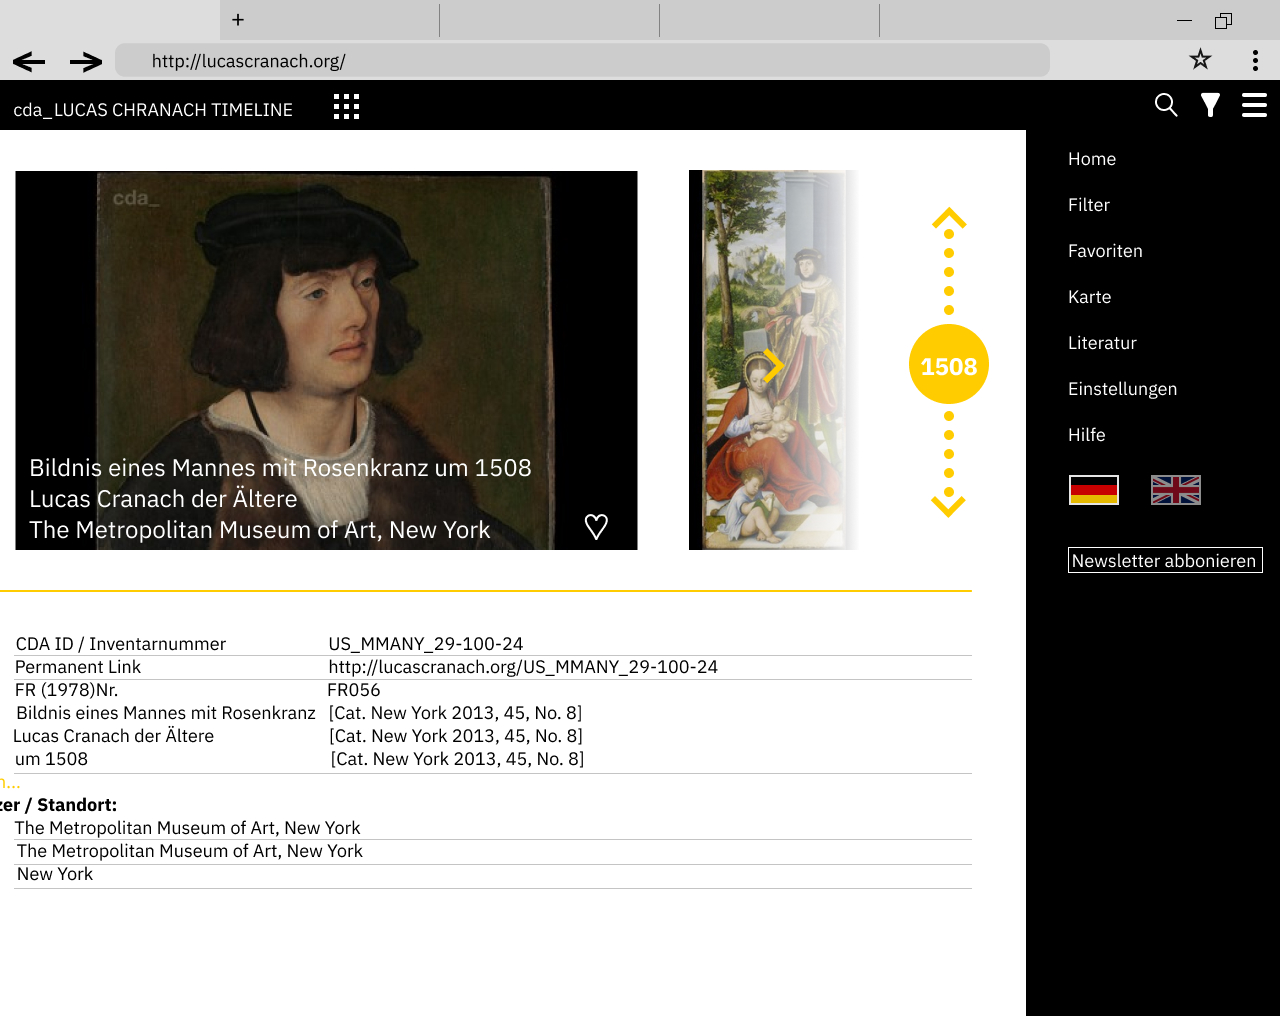 +
http://lucascranach.org/
cda_LUCAS CHRANACH TIMELINE
Home
Filter
Favoriten
Karte
Literatur
Einstellungen
Hilfe
Newsletter abbonieren
cda_
Bildnis eines Mannes mit Rosenkranz um 1508
Lucas Cranach der Ältere
The Metropolitan Museum of Art, New York
1508
CDA ID / Inventarnummer US_MMANY_29-100-24
Permanent Link http://lucascranach.org/US_MMANY_29-100-24
FR (1978)Nr. FR056
Bildnis eines Mannes mit Rosenkranz [Cat. New York 2013, 45, No. 8]
Lucas Cranach der Ältere [Cat. New York 2013, 45, No. 8]
um 1508 [Cat. New York 2013, 45, No. 8]
n...
zer / Standort:
The Metropolitan Museum of Art, New York
The Metropolitan Museum of Art, New York
New York